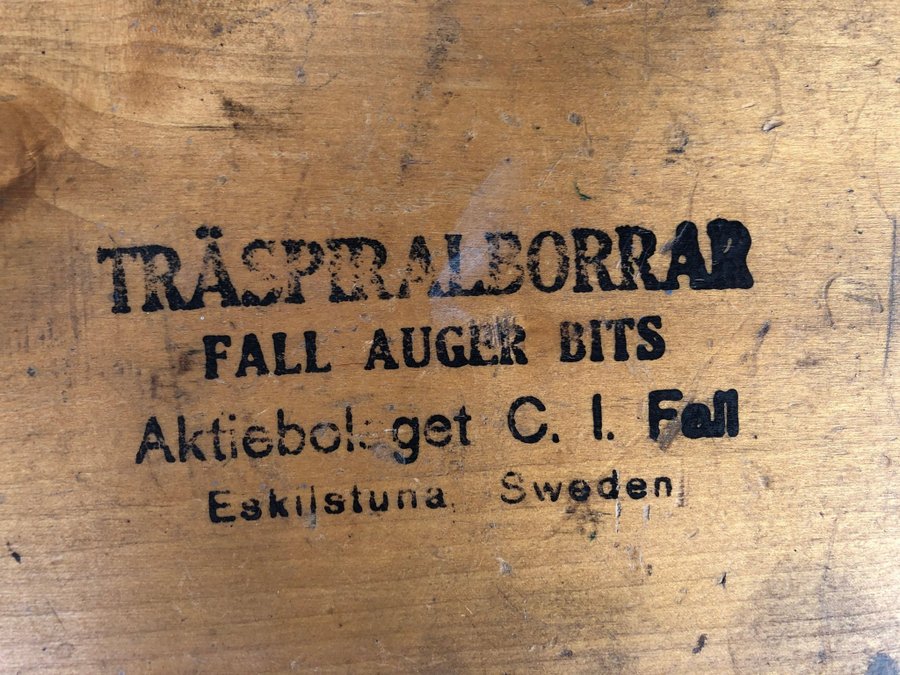 TRÄSPIRALBORRAR
FALL AUGER BITS
Aktiebolaget C. I. Fall
Eskilstuna, Sweden